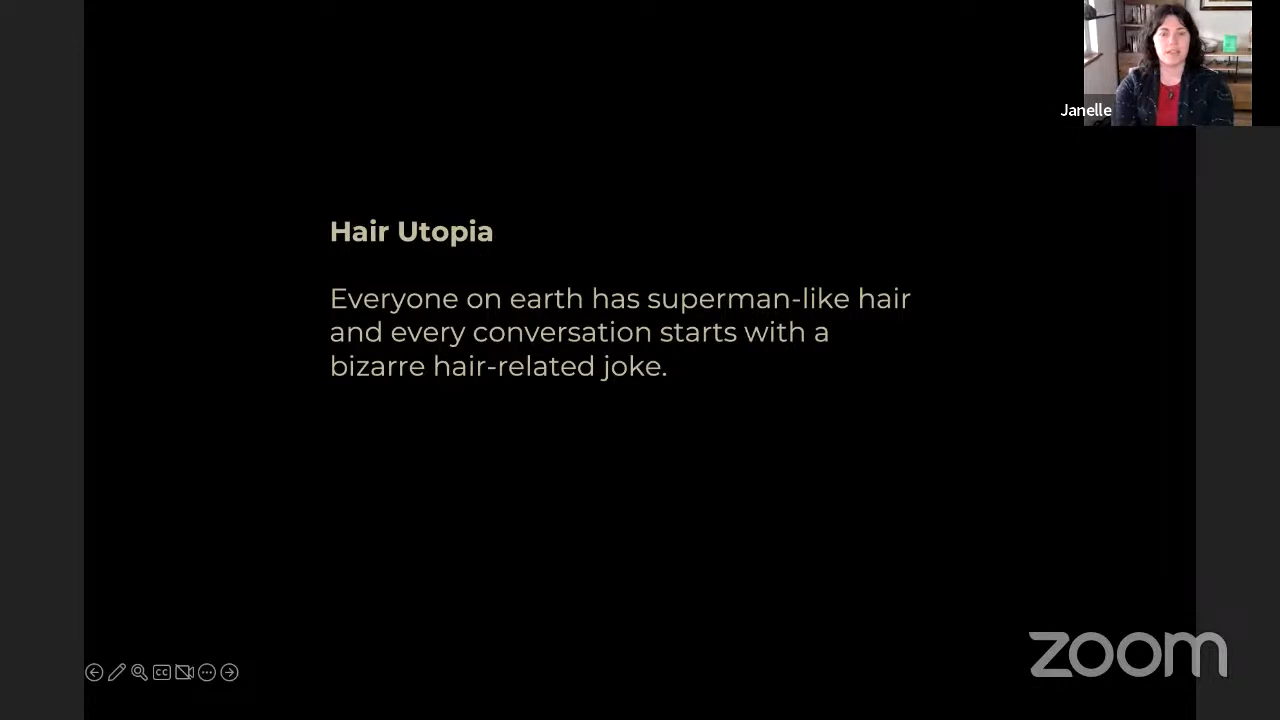 Janelle
Hair Utopia
Everyone on earth has superman-like hair
and every conversation starts with a
bizarre hair-related joke.
CC
zoom